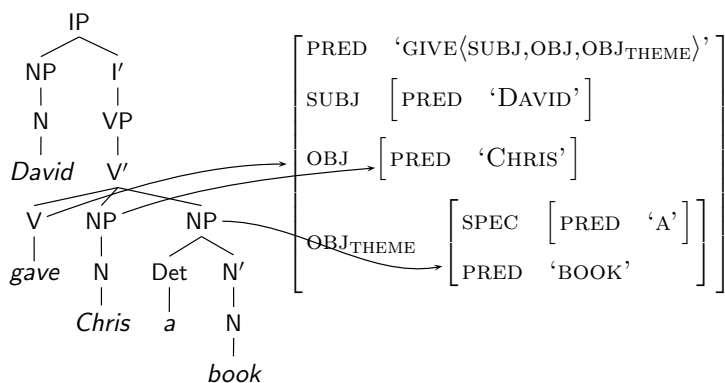 IP
NP I′
N VP
David V′
V NP NP
gave N Det N′
Chris a N
book
PRED ‘GIVE⟨SUBJ,OBJ,OBJTHEME⟩’
SUBJ [PRED ‘DAVID’]
OBJ [PRED ‘CHRIS’]
OBJTHEME
SPEC [PRED ‘A’]
PRED ‘BOOK’